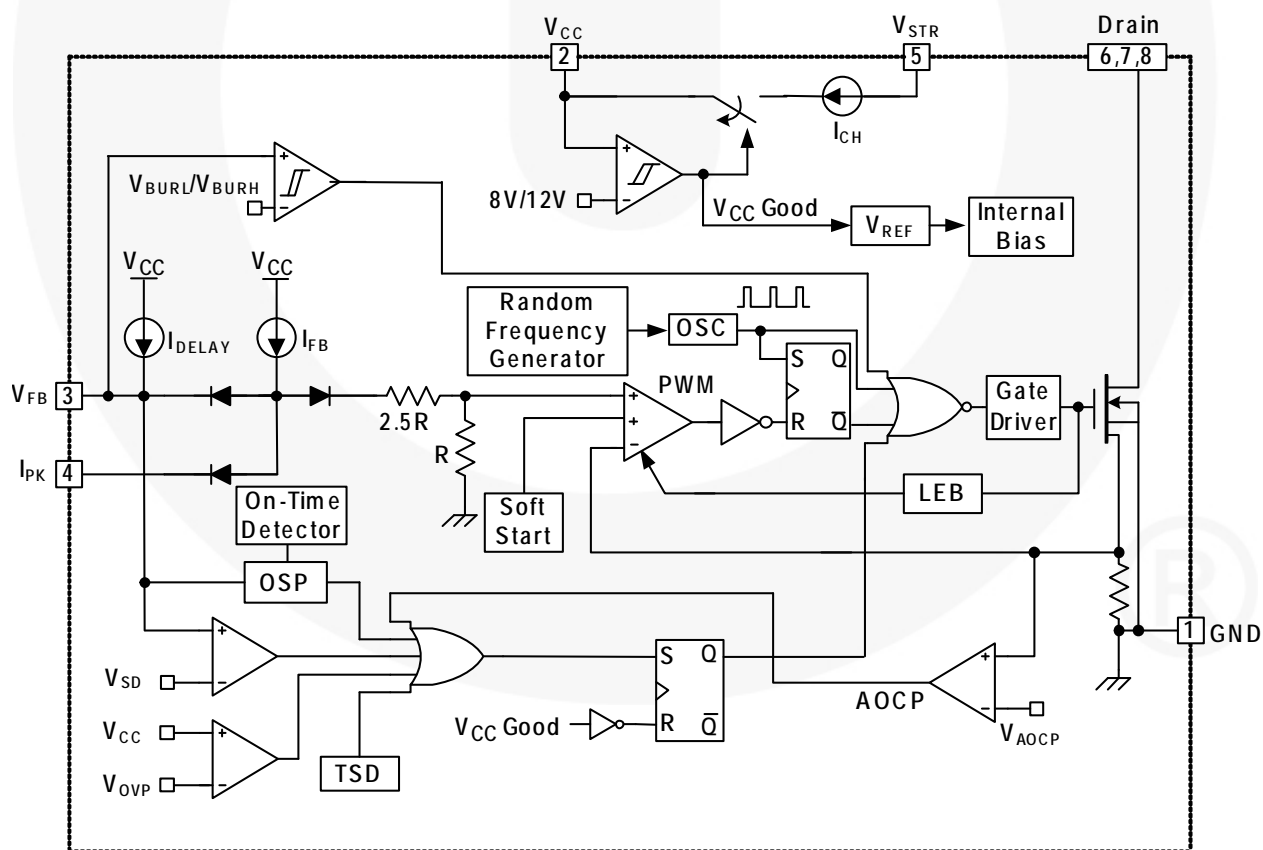 VCC
VSTR
Drain
2
5
6,7,8
ICH
+
-
8V/12V
VCC Good
VREF
Internal
Bias
+
-
VBURL/VBURH
VCC
VCC
IDELAY
IFB
Random
Frequency
Generator
OSC
S Q
R Q̅
PWM
+
+
-
Gate
Driver
VFB 3
2.5R
R
IPK 4
LEB
Soft
Start
On-Time
Detector
OSP
1 GND
+
-
VSD
S Q
R Q̅
VCC Good
AOCP
+
-
VAOCP
VCC
+
-
VOVP
TSD
®